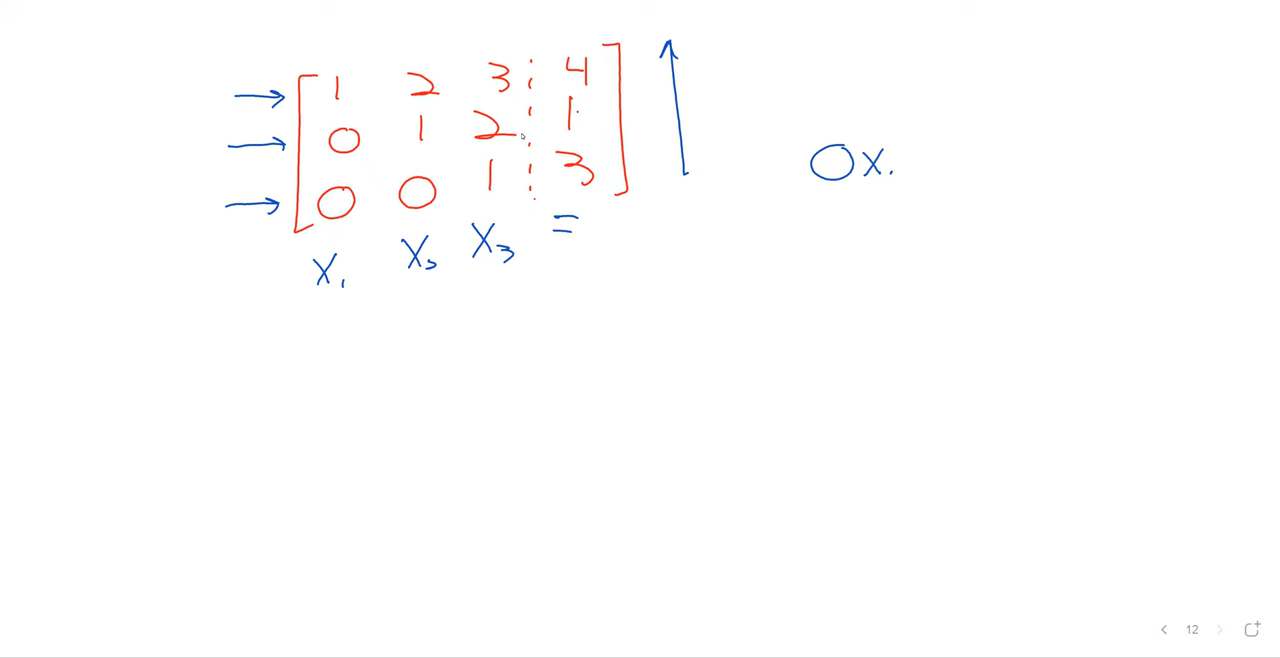 1 2 3 4
0 1 2 1
0 0 1 3
x₁ x₂ x₃ =
0x.
12